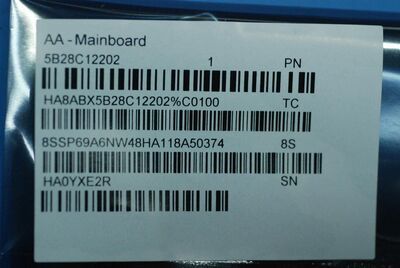 AA - Mainboard
5B28C12202 1 PN
HA8ABX5B28C12202%C0100 TC
8SSP69A6NW48HA118A50374 8S
HA0YXE2R SN